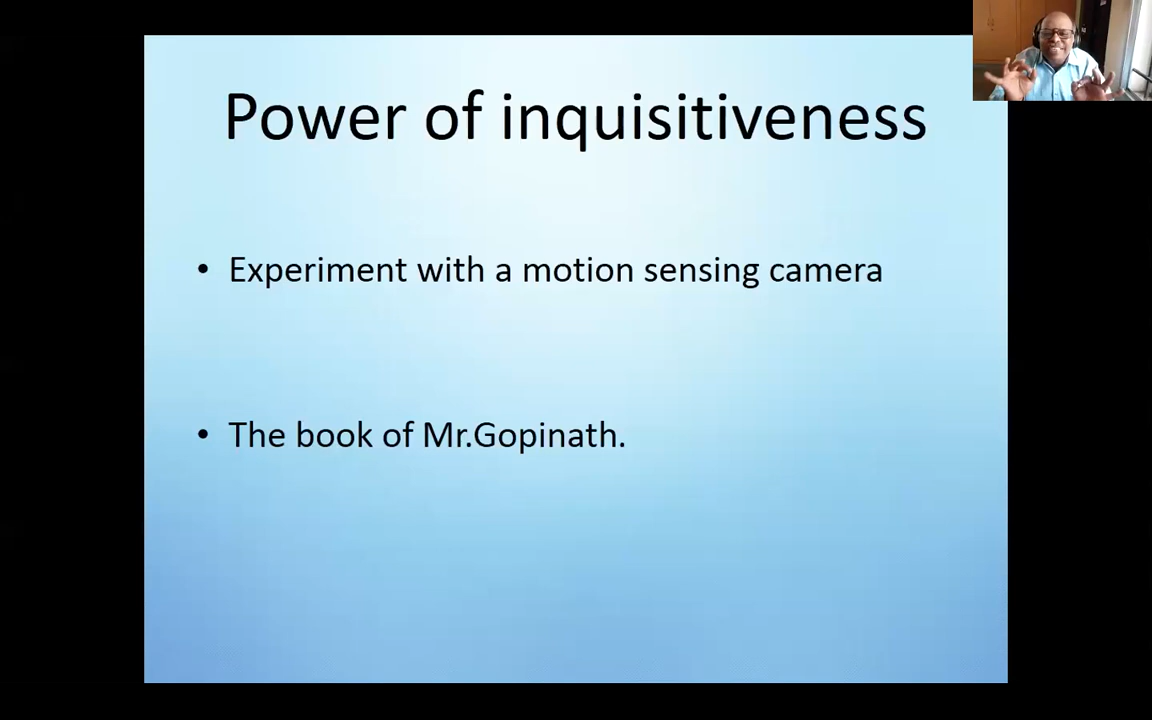 Power of inquisitiveness
• Experiment with a motion sensing camera
• The book of Mr.Gopinath.